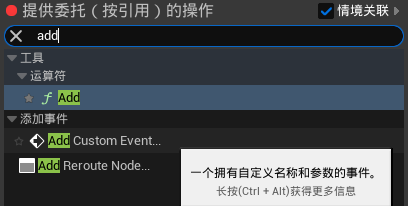 提供委托（按引用）的操作
情境关联
add
工具
运算符
f Add
添加事件
Add Custom Event...
Add Reroute Node...
一个拥有自定义名称和参数的事件。
长按(Ctrl + Alt)获得更多信息